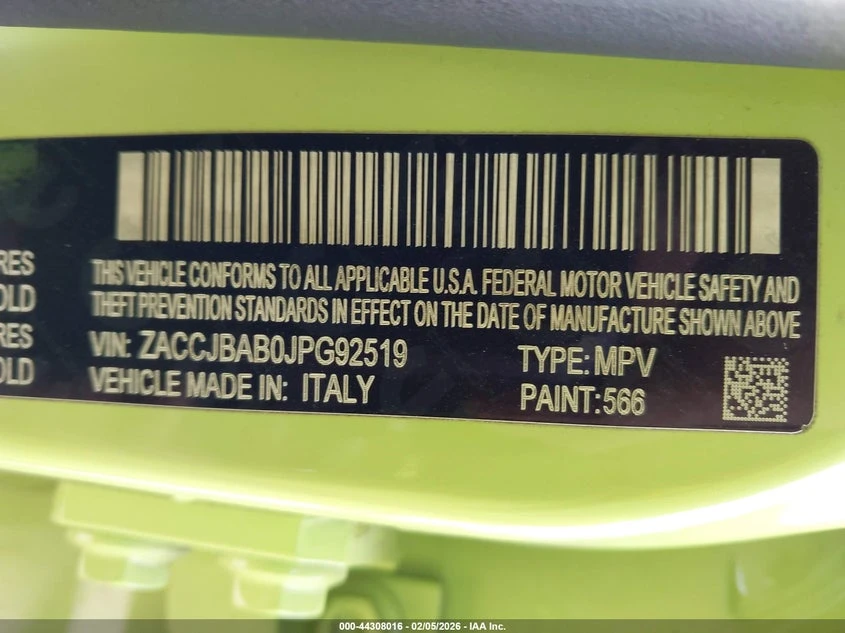 RES
OLD
RES
OLD
THIS VEHICLE CONFORMS TO ALL APPLICABLE U.S.A. FEDERAL MOTOR VEHICLE SAFETY AND
THEFT PREVENTION STANDARDS IN EFFECT ON THE DATE OF MANUFACTURE SHOWN ABOVE
VIN: ZACCJBAB0JPG92519
TYPE: MPV
VEHICLE MADE IN: ITALY
PAINT: 566
000-44308016 - 02/05/2026 - IAA Inc.